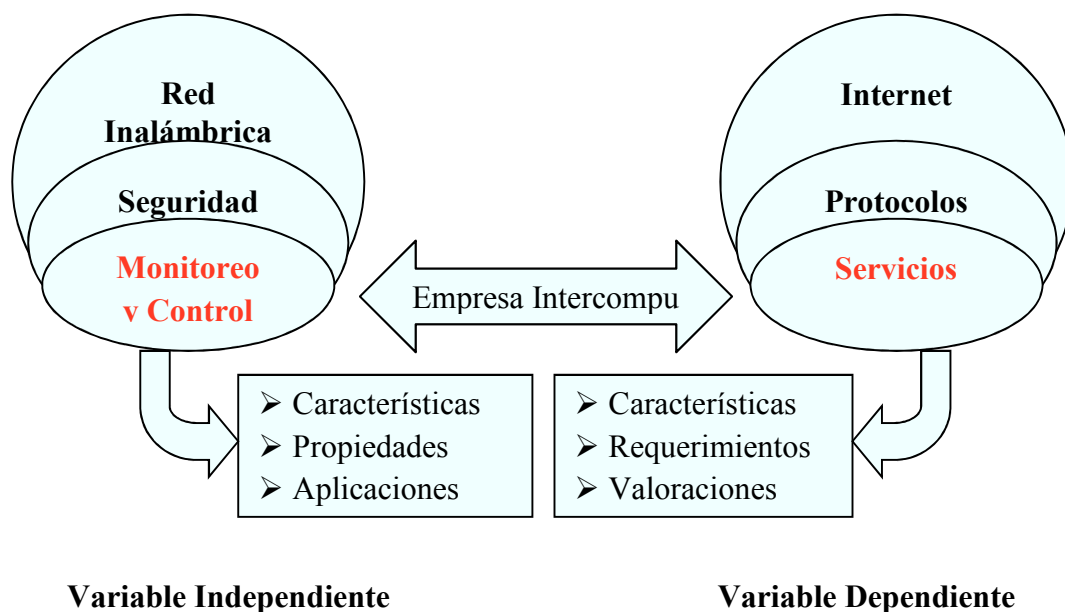 Red
Inalámbrica
Seguridad
Monitoreo
v Control
Internet
Protocolos
Servicios
Empresa Intercompu
➢ Características
➢ Propiedades
➢ Aplicaciones
➢ Características
➢ Requerimientos
➢ Valoraciones
Variable Independiente
Variable Dependiente